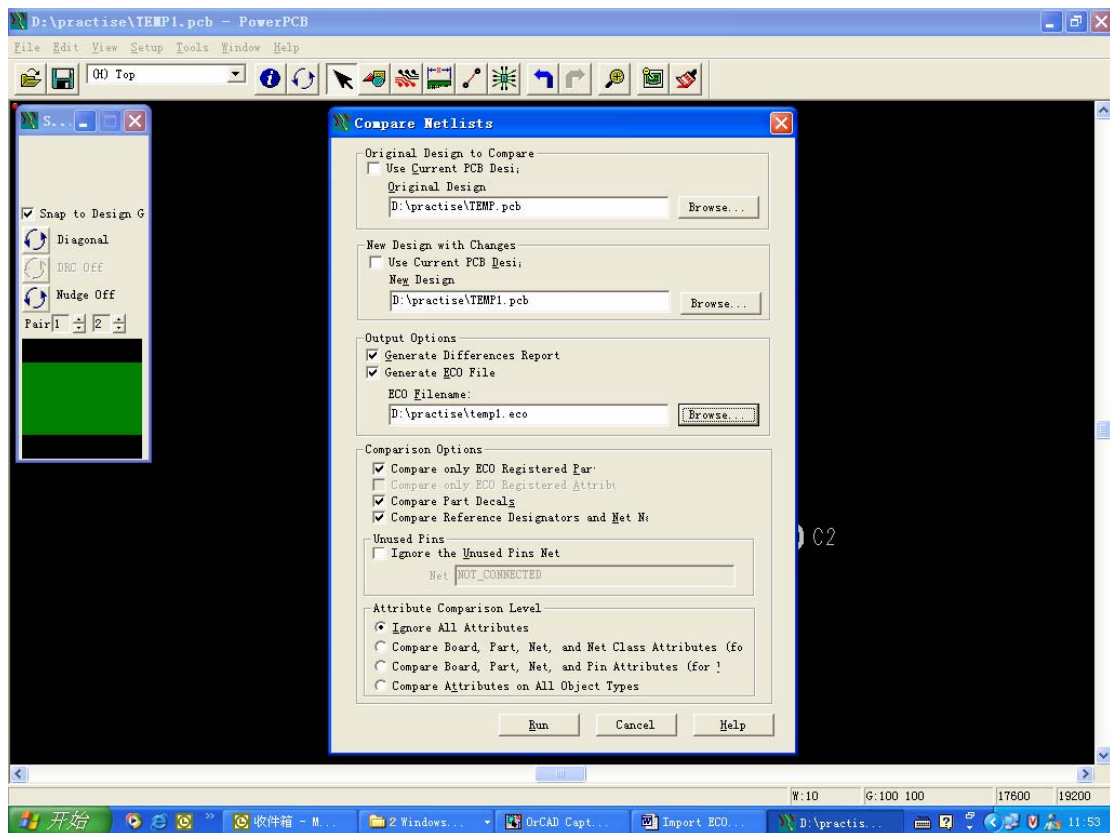 D:\practise\TEMP1.pcb - PowerPCB
File Edit View Setup Tools Window Help
(H) Top
S...
Snap to Design G
Diagonal
DRC Off
Nudge Off
Pair 1 2
Compare Netlists
Original Design to Compare
Use Current PCB Desi
Original Design
D:\practise\TEMP.pcb Browse...
New Design with Changes
Use Current PCB Desi
New Design
D:\practise\TEMP1.pcb Browse...
Output Options
Generate Differences Report
Generate ECO File
ECO Filename:
D:\practise\temp1.eco Browse...
Comparison Options
Compare only ECO Registered Par
Compare only ECO Registered Attribu
Compare Part Decals
Compare Reference Designators and Net Na
Unused Pins
Ignore the Unused Pins Net
Net NOT_CONNECTED
Attribute Comparison Level
Ignore All Attributes
Compare Board, Part, Net, and Net Class Attributes (fo
Compare Board, Part, Net, and Pin Attributes (for
Compare Attributes on All Object Types
Run Cancel Help
C2
W:10 G:100 100 17600 19200
开始 收件箱 - M... 2 Windows... OrCAD Capt... Import ECO... D:\practis... 11:53